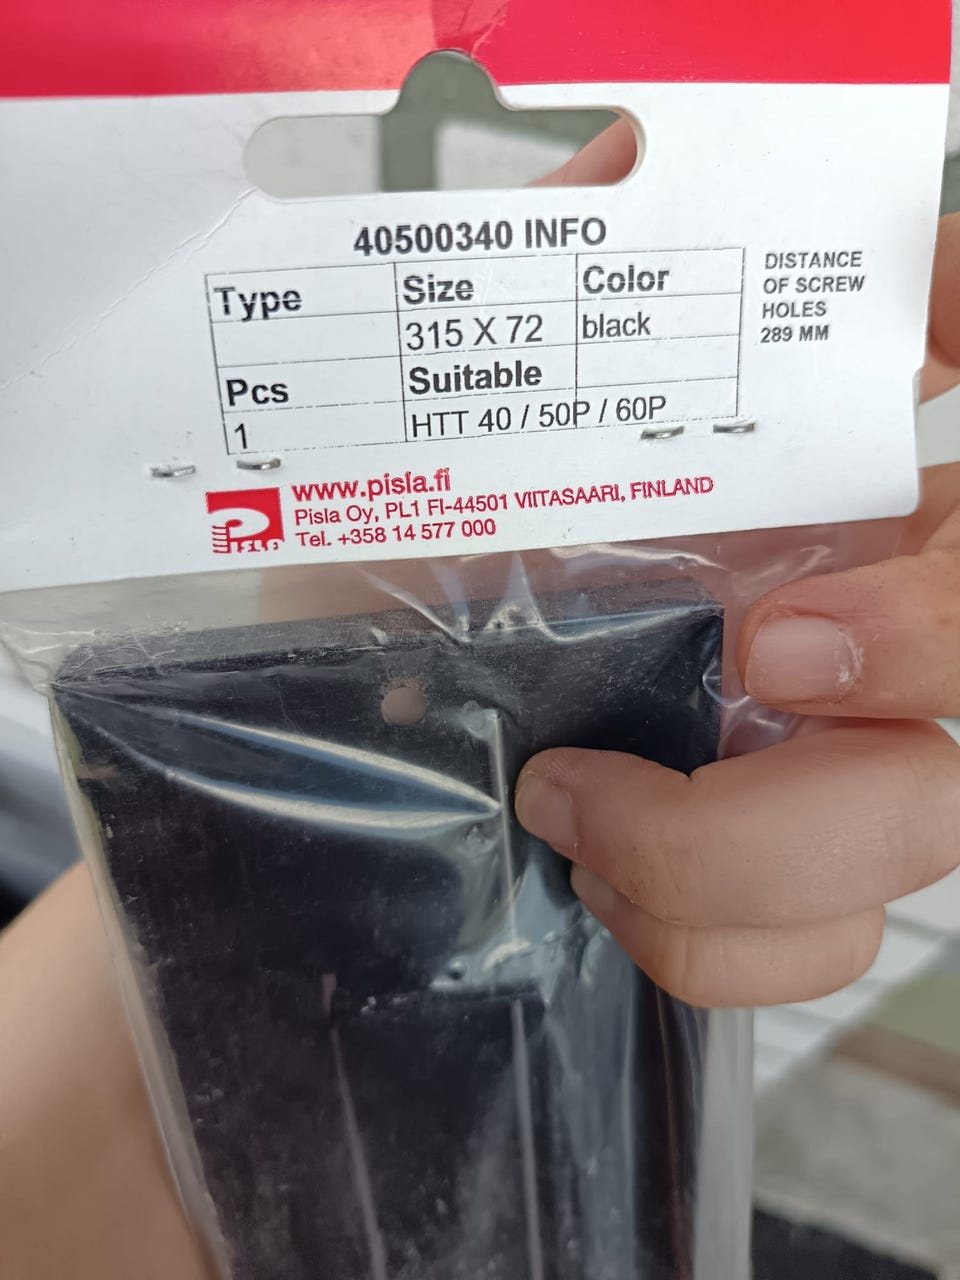 40500340 INFO
Type Size Color
315 X 72 black
Pcs Suitable
1 HTT 40 / 50P / 60P
DISTANCE
OF SCREW
HOLES
289 MM
www.pisla.fi
Pisla Oy, PL1 FI-44501 VIITASAARI, FINLAND
Tel. +358 14 577 000